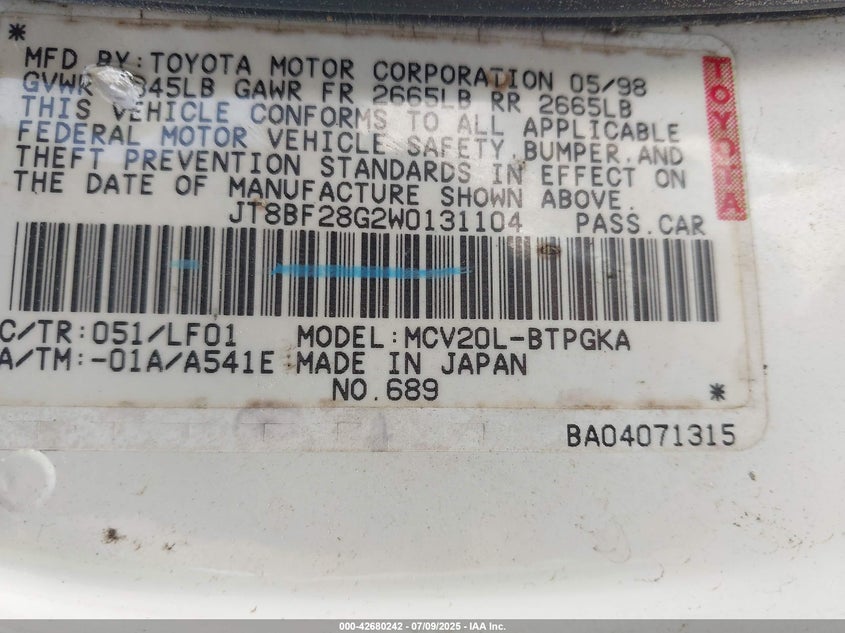 *
MFD BY: TOYOTA MOTOR CORPORATION 05/98
GVWR 845LB GAWR FR 2665LB RR 2665LB
THIS VEHICLE CONFORMS TO ALL APPLICABLE
FEDERAL MOTOR VEHICLE SAFETY, BUMPER, AND
THEFT PREVENTION STANDARDS IN EFFECT ON
THE DATE OF MANUFACTURE SHOWN ABOVE.
JT8BF28G2W0131104 PASS.CAR
TOYOTA
C/TR:051/LF01 MODEL:MCV20L-BTPGKA
A/TM:-01A/A541E MADE IN JAPAN
NO.689
*
BA04071315
000-42680242 / 07/09/2025 - IAA Inc.